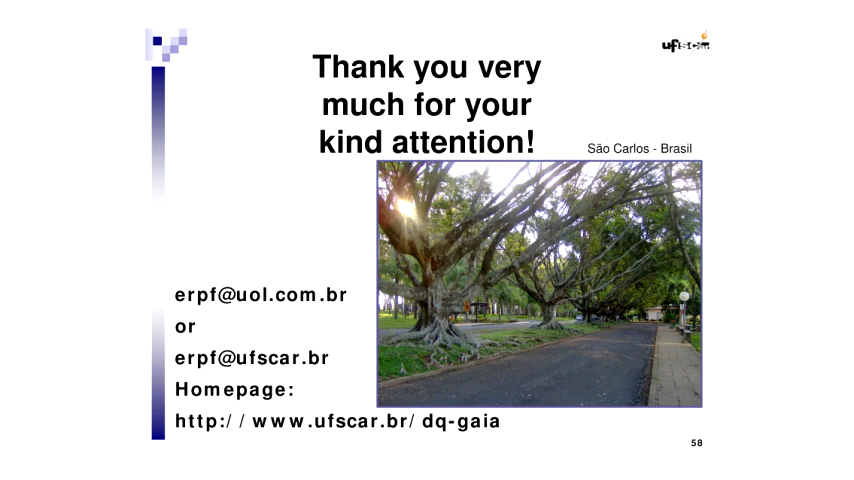 ufscar
Thank you very
much for your
kind attention!
São Carlos - Brasil
erpf@uol.com.br
or
erpf@ufscar.br
Homepage:
http://www.ufscar.br/dq-gaia
58